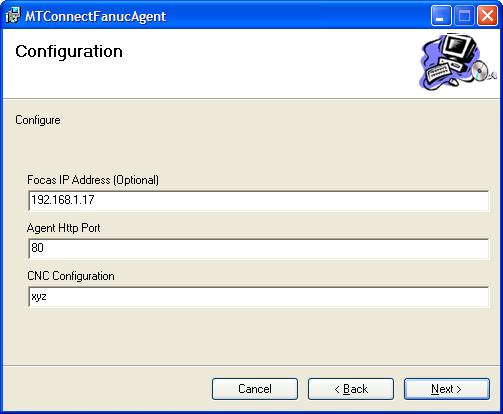 MTConnectFanucAgent
Configuration
Configure
Focas IP Address (Optional)
192.168.1.17
Agent Http Port
80
CNC Configuration
xyz
Cancel
< Back
Next >